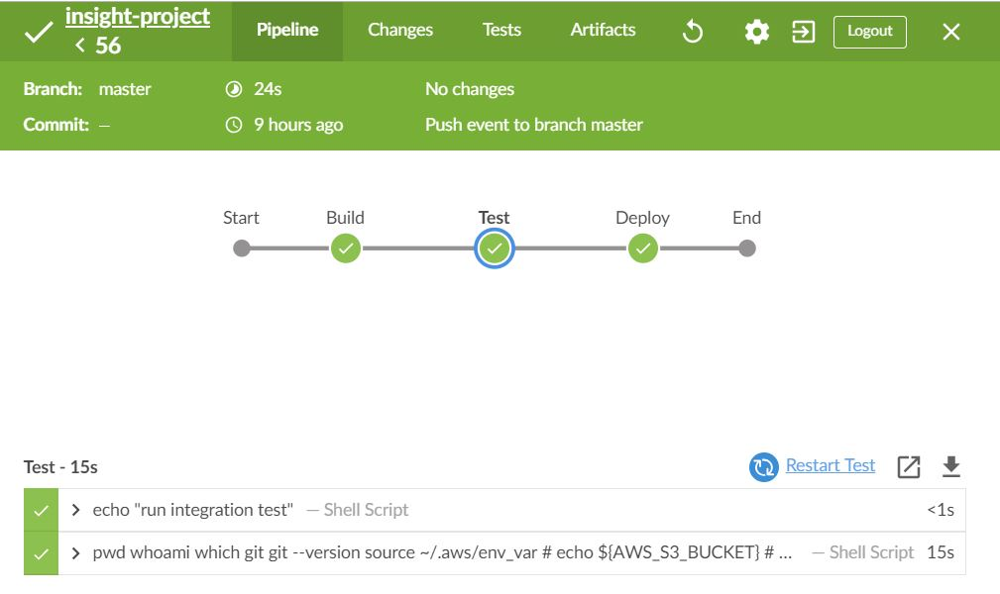 insight-project
< 56
Pipeline Changes Tests Artifacts Logout
Branch: master 24s No changes
Commit: – 9 hours ago Push event to branch master
Start Build Test Deploy End
Test - 15s Restart Test
echo "run integration test" – Shell Script <1s
pwd whoami which git git --version source ~/.aws/env_var # echo ${AWS_S3_BUCKET} # ... – Shell Script 15s